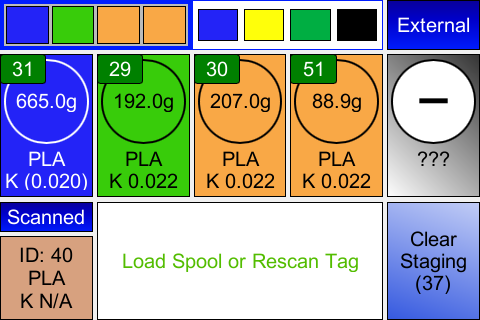 External
31
29
30
51
665.0g
192.0g
207.0g
88.9g
–
PLA
PLA
PLA
PLA
???
K (0.020)
K 0.022
K 0.022
K 0.022
Scanned
ID: 40
PLA
K N/A
Load Spool or Rescan Tag
Clear
Staging
(37)